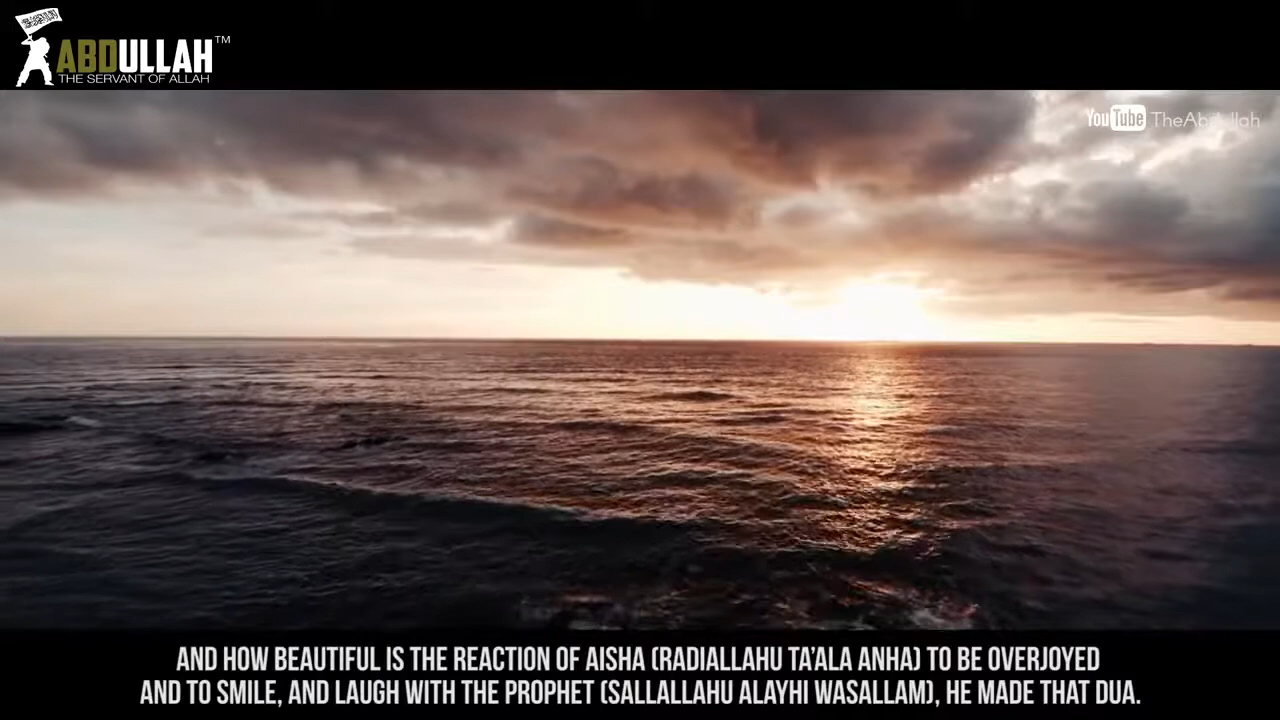 ABDULLAH™
THE SERVANT OF ALLAH
YouTube TheAbdullah
AND HOW BEAUTIFUL IS THE REACTION OF AISHA (RADIALLAHU TA'ALA ANHA) TO BE OVERJOYED
AND TO SMILE, AND LAUGH WITH THE PROPHET (SALLALLAHU ALAYHI WASALLAM), HE MADE THAT DUA.